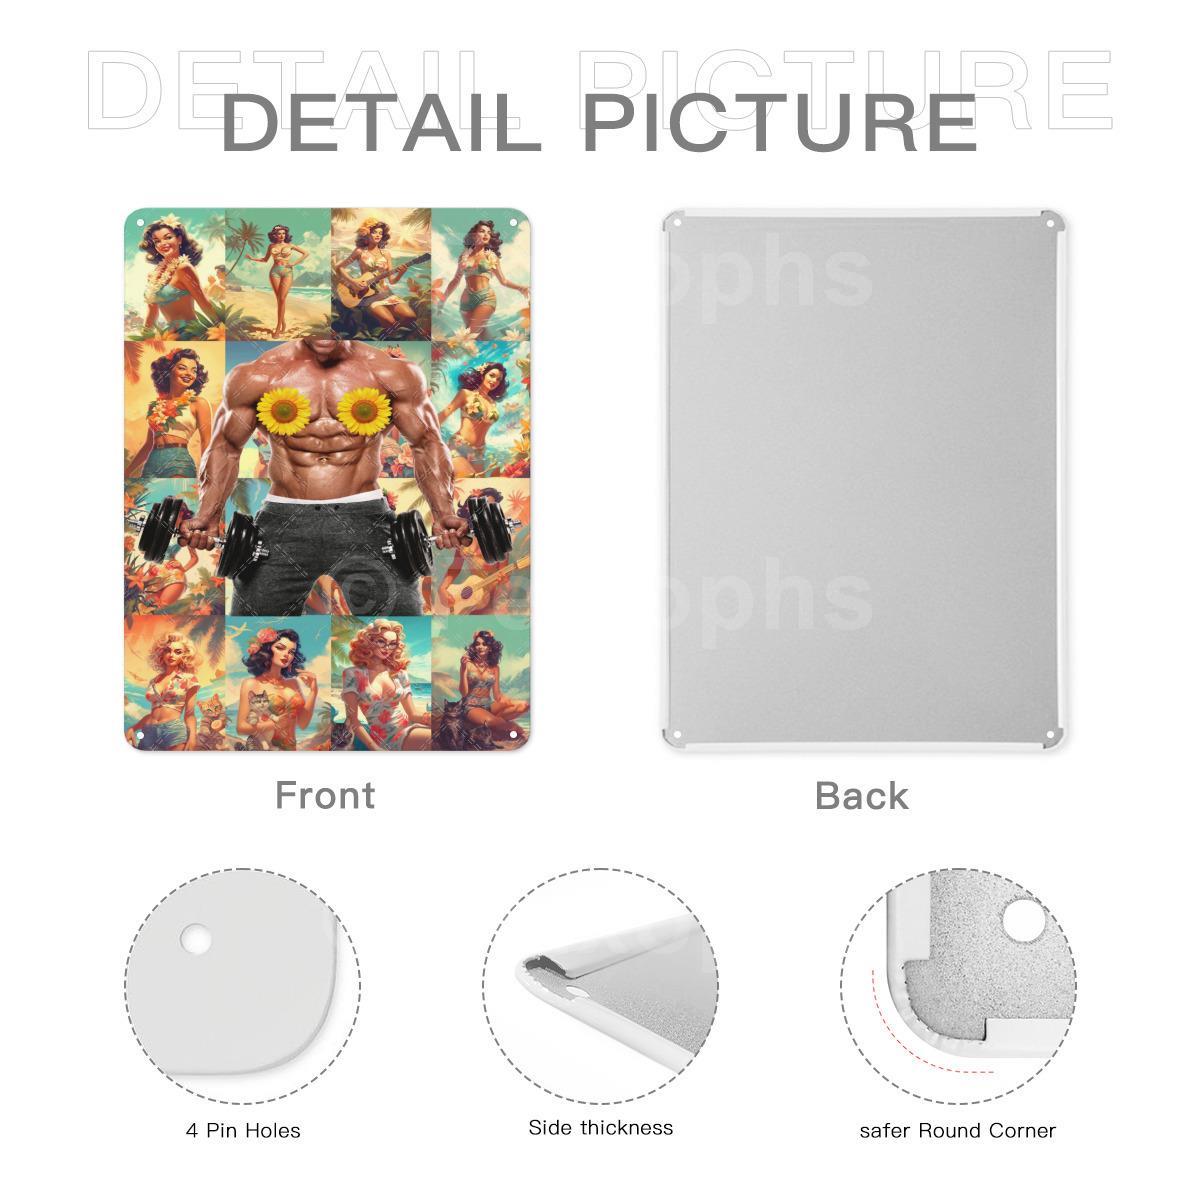 DETAIL PICTURE
DETAIL PICTURE
Front
Back
4 Pin Holes
Side thickness
safer Round Corner